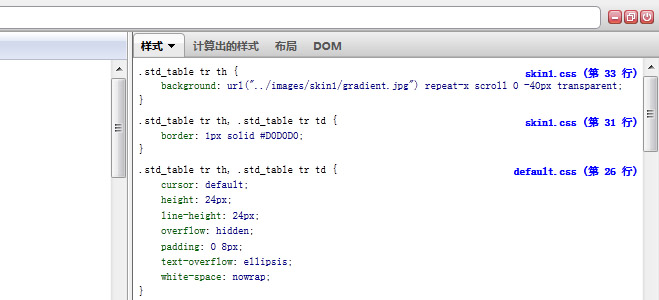 样式 计算出的样式 布局 DOM
.std_table tr th { skin1.css (第 33 行)
background: url("../images/skin1/gradient.jpg") repeat-x scroll 0 -40px transparent;
}
.std_table tr th, .std_table tr td { skin1.css (第 31 行)
border: 1px solid #D0D0D0;
}
.std_table tr th, .std_table tr td { default.css (第 26 行)
cursor: default;
height: 24px;
line-height: 24px;
overflow: hidden;
padding: 0 8px;
text-overflow: ellipsis;
white-space: nowrap;
}